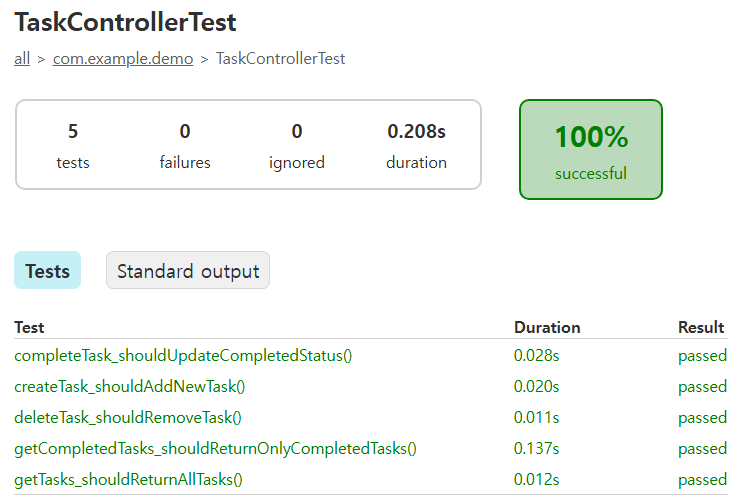 TaskControllerTest
all > com.example.demo > TaskControllerTest
5 0 0 0.208s
tests failures ignored duration
100%
successful
Tests Standard output
Test Duration Result
completeTask_shouldUpdateCompletedStatus() 0.028s passed
createTask_shouldAddNewTask() 0.020s passed
deleteTask_shouldRemoveTask() 0.011s passed
getCompletedTasks_shouldReturnOnlyCompletedTasks() 0.137s passed
getTasks_shouldReturnAllTasks() 0.012s passed